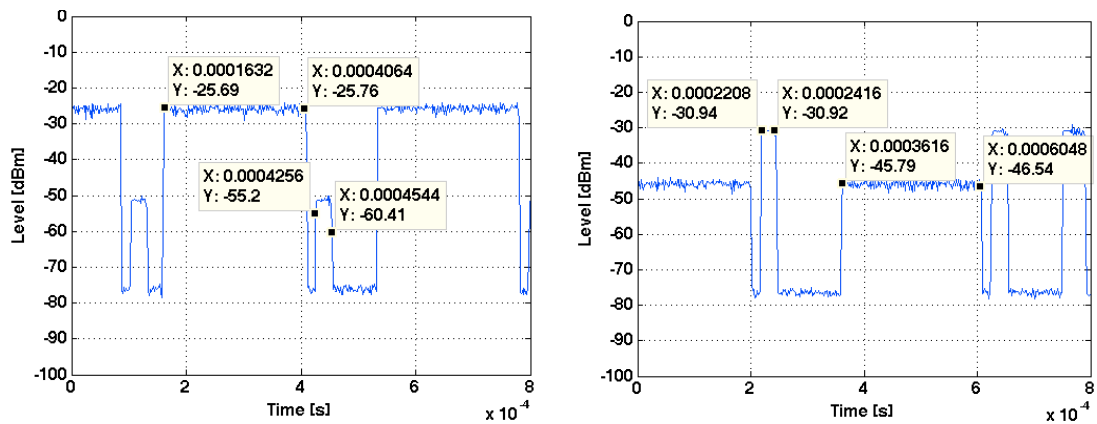 0
-10
-20
-30
-40
-50
-60
-70
-80
-90
-100
Level [dBm]
X: 0.0001632
Y: -25.69
X: 0.0004064
Y: -25.76
X: 0.0004256
Y: -55.2
X: 0.0004544
Y: -60.41
0 2 4 6 8
Time [s]
x 10⁻⁴
0
-10
-20
-30
-40
-50
-60
-70
-80
-90
-100
Level [dBm]
X: 0.0002208
Y: -30.94
X: 0.0002416
Y: -30.92
X: 0.0003616
Y: -45.79
X: 0.0006048
Y: -46.54
0 2 4 6 8
Time [s]
x 10⁻⁴